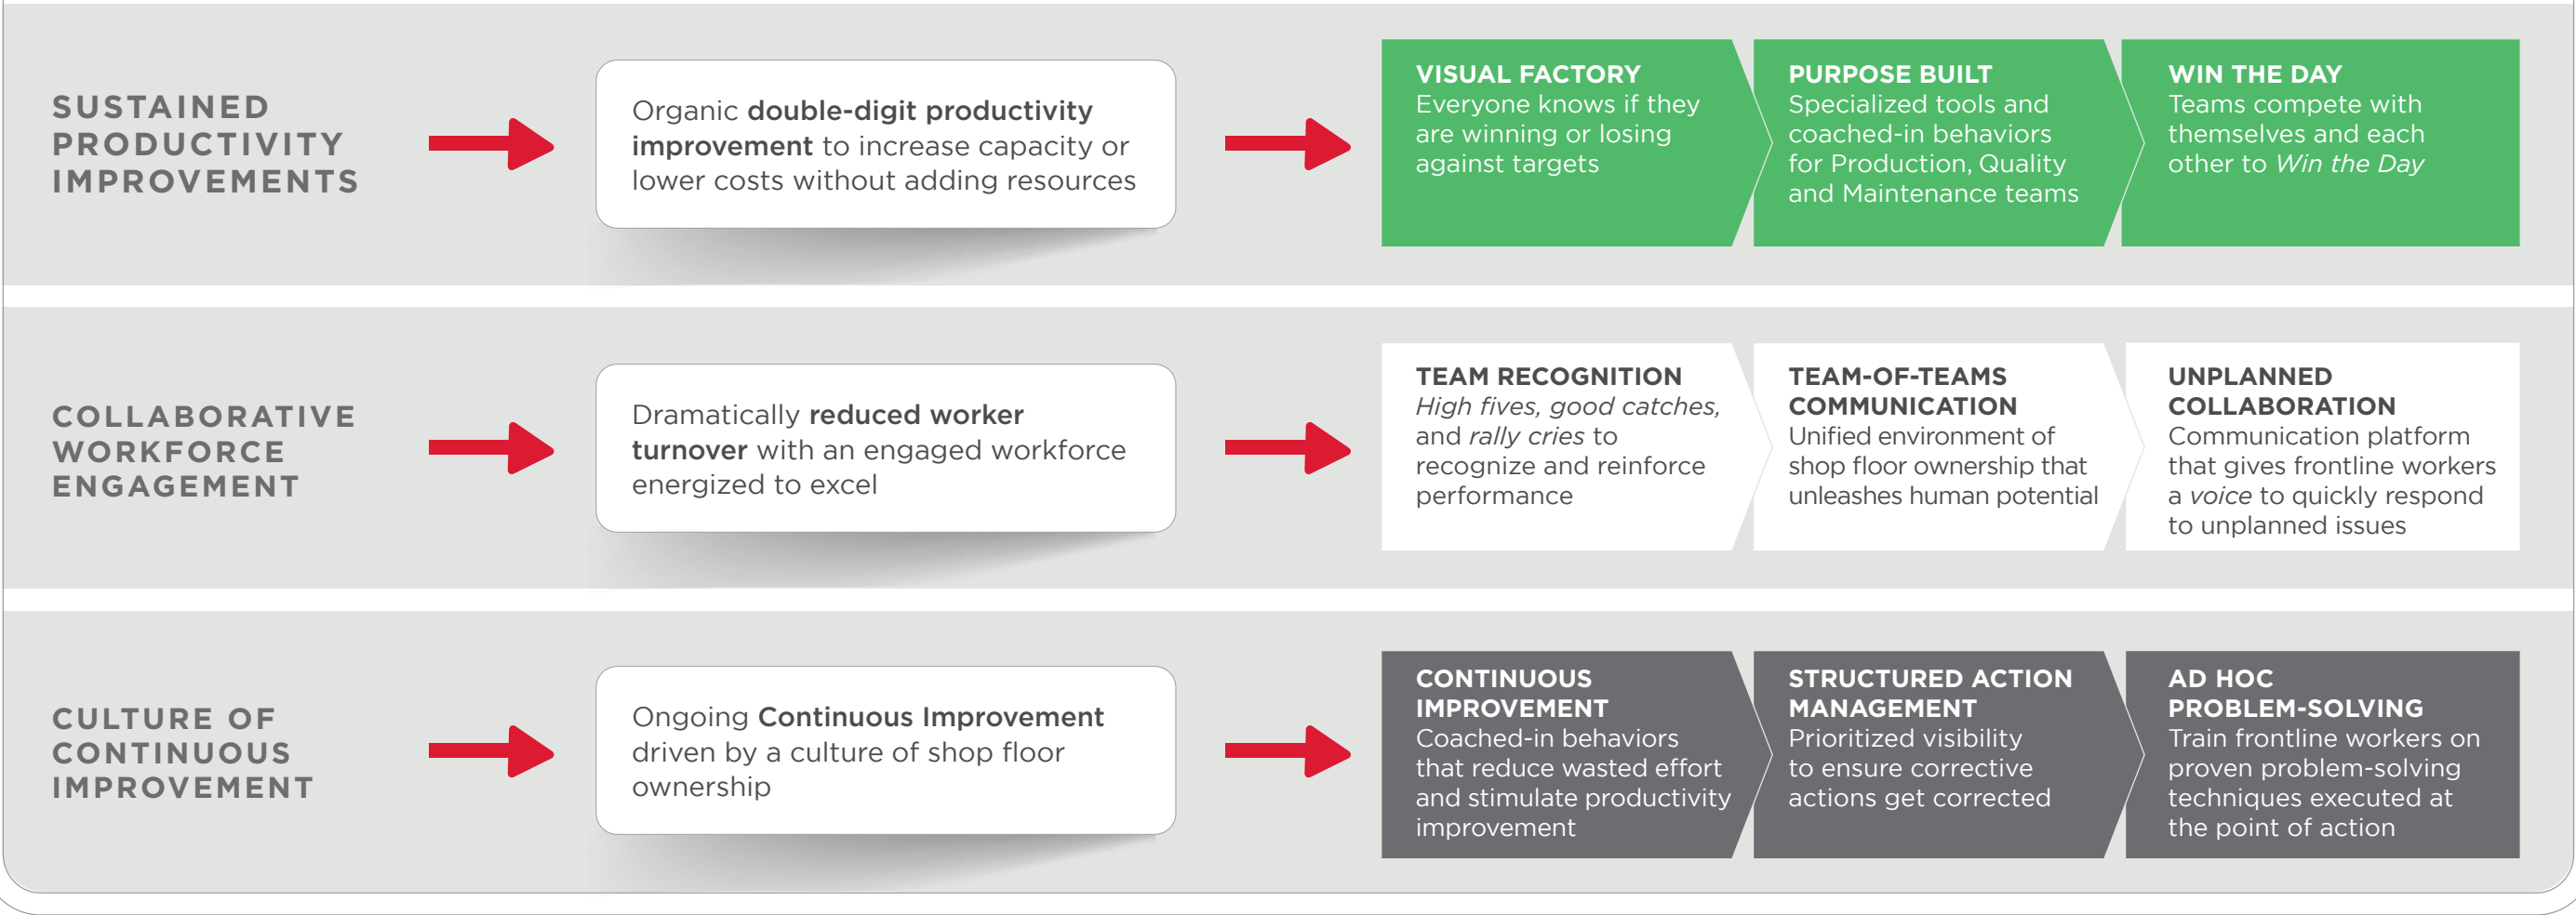 SUSTAINED
PRODUCTIVITY
IMPROVEMENTS
Organic double-digit productivity
improvement to increase capacity or
lower costs without adding resources
VISUAL FACTORY
Everyone knows if they
are winning or losing
against targets
PURPOSE BUILT
Specialized tools and
coached-in behaviors
for Production, Quality
and Maintenance teams
WIN THE DAY
Teams compete with
themselves and each
other to Win the Day
COLLABORATIVE
WORKFORCE
ENGAGEMENT
Dramatically reduced worker
turnover with an engaged workforce
energized to excel
TEAM RECOGNITION
High fives, good catches,
and rally cries to
recognize and reinforce
performance
TEAM-OF-TEAMS
COMMUNICATION
Unified environment of
shop floor ownership that
unleashes human potential
UNPLANNED
COLLABORATION
Communication platform
that gives frontline workers
a voice to quickly respond
to unplanned issues
CULTURE OF
CONTINUOUS
IMPROVEMENT
Ongoing Continuous Improvement
driven by a culture of shop floor
ownership
CONTINUOUS
IMPROVEMENT
Coached-in behaviors
that reduce wasted effort
and stimulate productivity
improvement
STRUCTURED ACTION
MANAGEMENT
Prioritized visibility
to ensure corrective
actions get corrected
AD HOC
PROBLEM-SOLVING
Train frontline workers on
proven problem-solving
techniques executed at
the point of action